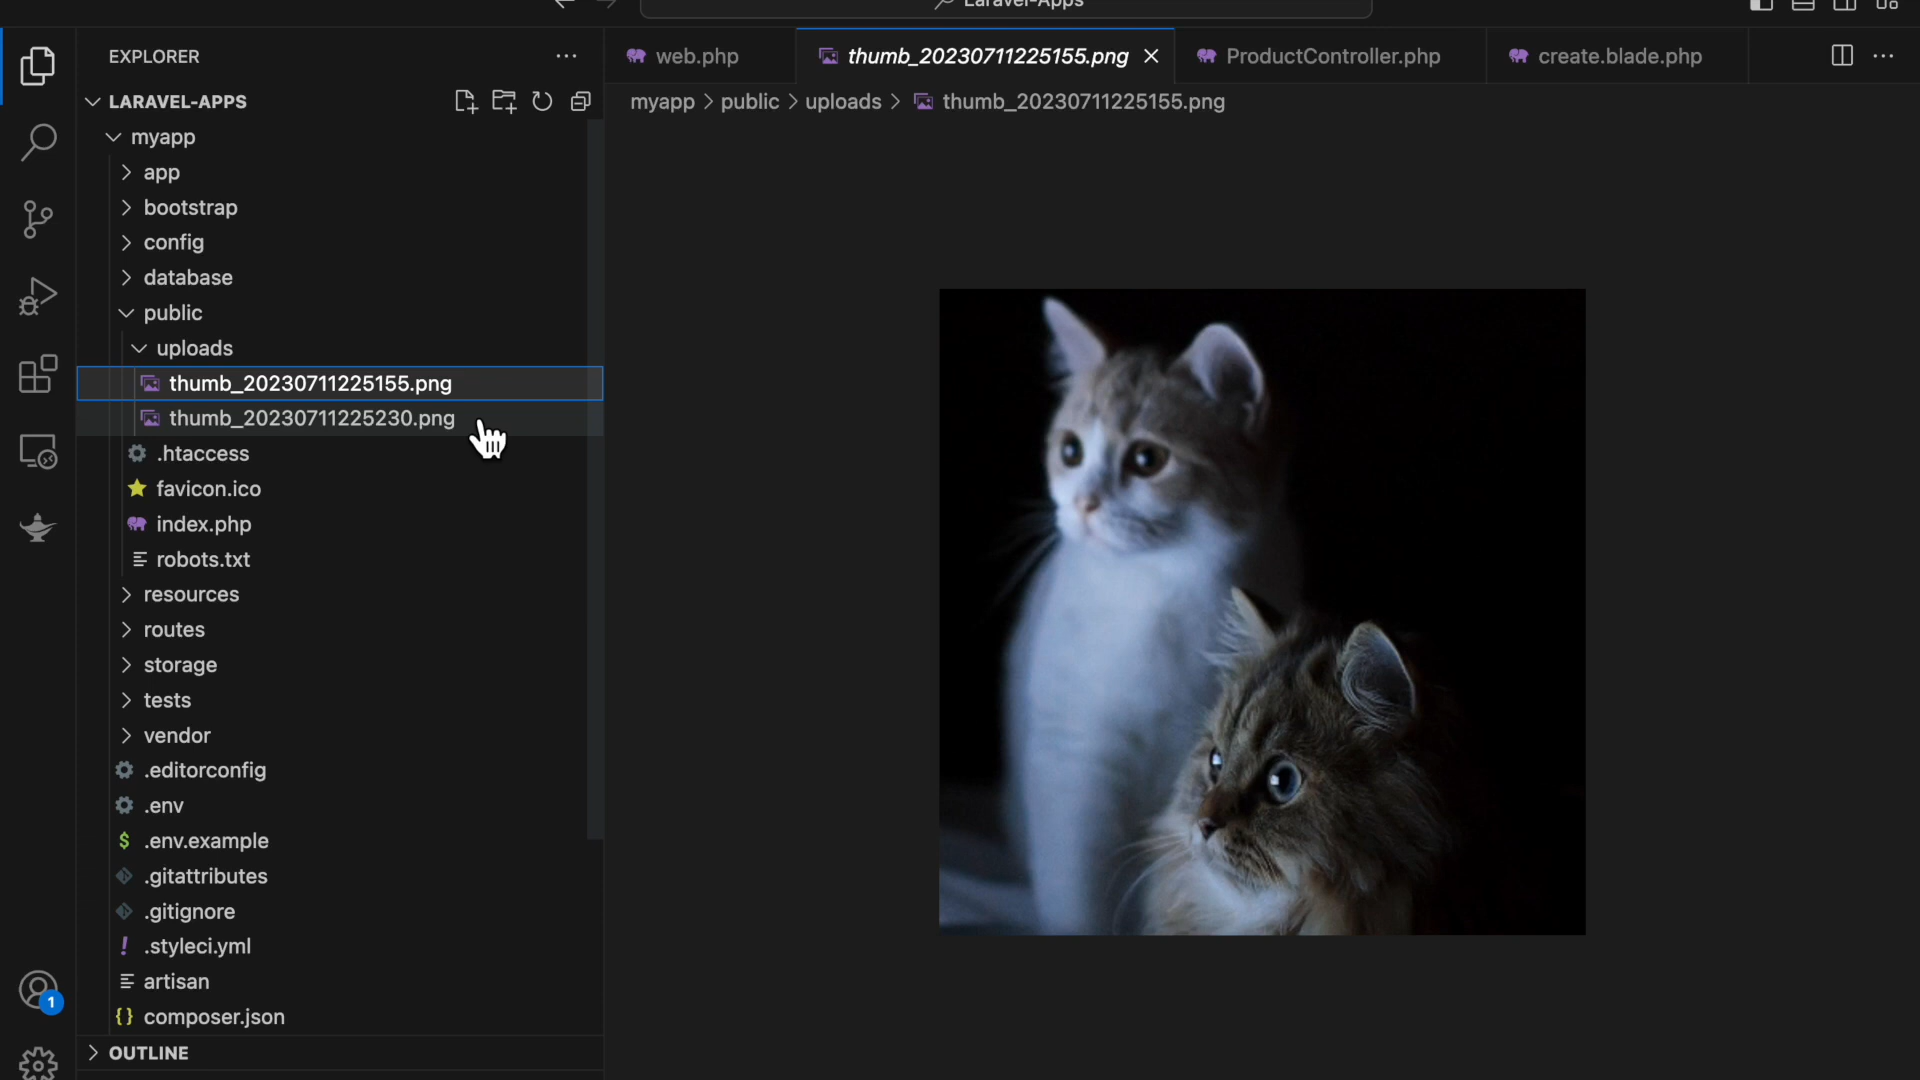 Laravel-Apps
EXPLORER
web.php
thumb_20230711225155.png
ProductController.php
create.blade.php
LARAVEL-APPS
myapp > public > uploads > thumb_20230711225155.png
myapp
app
bootstrap
config
database
public
uploads
thumb_20230711225155.png
thumb_20230711225230.png
.htaccess
favicon.ico
index.php
robots.txt
resources
routes
storage
tests
vendor
.editorconfig
.env
$ .env.example
.gitattributes
.gitignore
! .styleci.yml
artisan
{} composer.json
1
OUTLINE